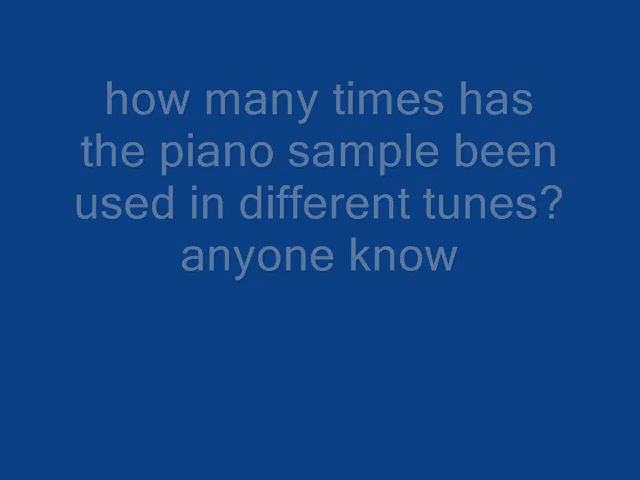 how many times has
the piano sample been
used in different tunes?
anyone know